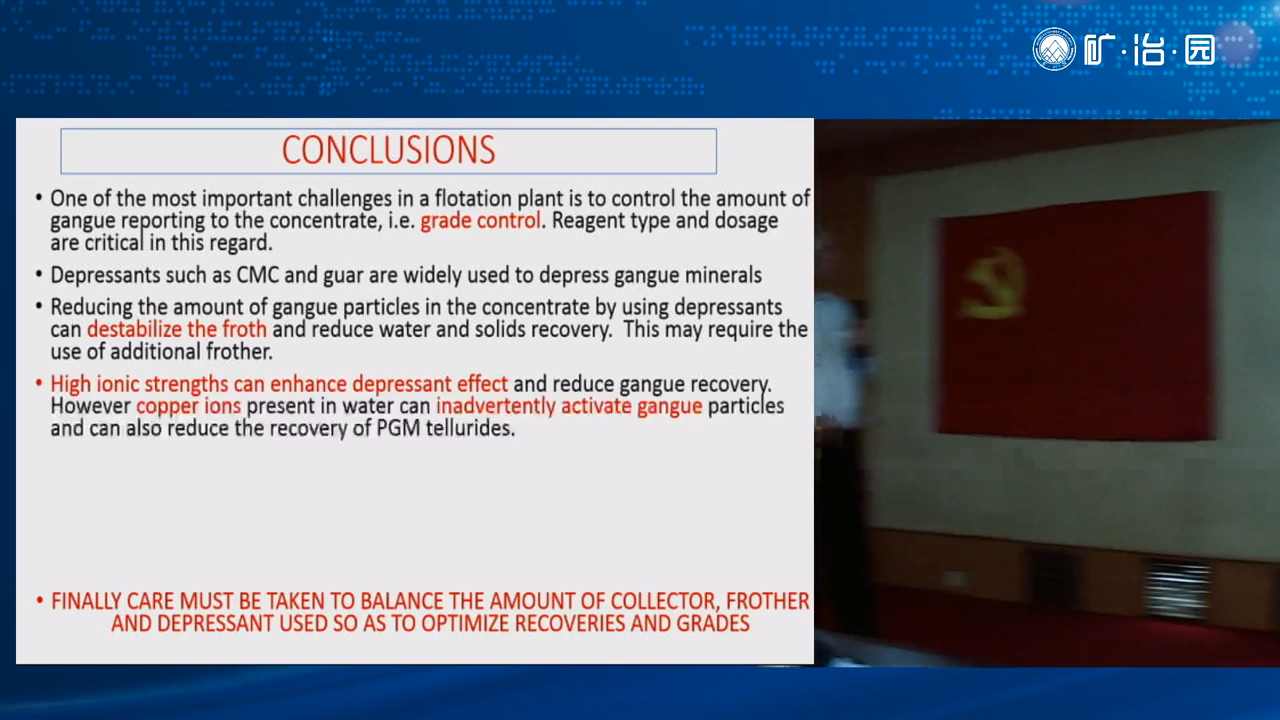 矿·冶·园
CONCLUSIONS
• One of the most important challenges in a flotation plant is to control the amount of
gangue reporting to the concentrate, i.e. grade control. Reagent type and dosage
are critical in this regard.
• Depressants such as CMC and guar are widely used to depress gangue minerals
• Reducing the amount of gangue particles in the concentrate by using depressants
can destabilize the froth and reduce water and solids recovery. This may require the
use of additional frother.
• High ionic strengths can enhance depressant effect and reduce gangue recovery.
However copper ions present in water can inadvertently activate gangue particles
and can also reduce the recovery of PGM tellurides.
• FINALLY CARE MUST BE TAKEN TO BALANCE THE AMOUNT OF COLLECTOR, FROTHER
AND DEPRESSANT USED SO AS TO OPTIMIZE RECOVERIES AND GRADES